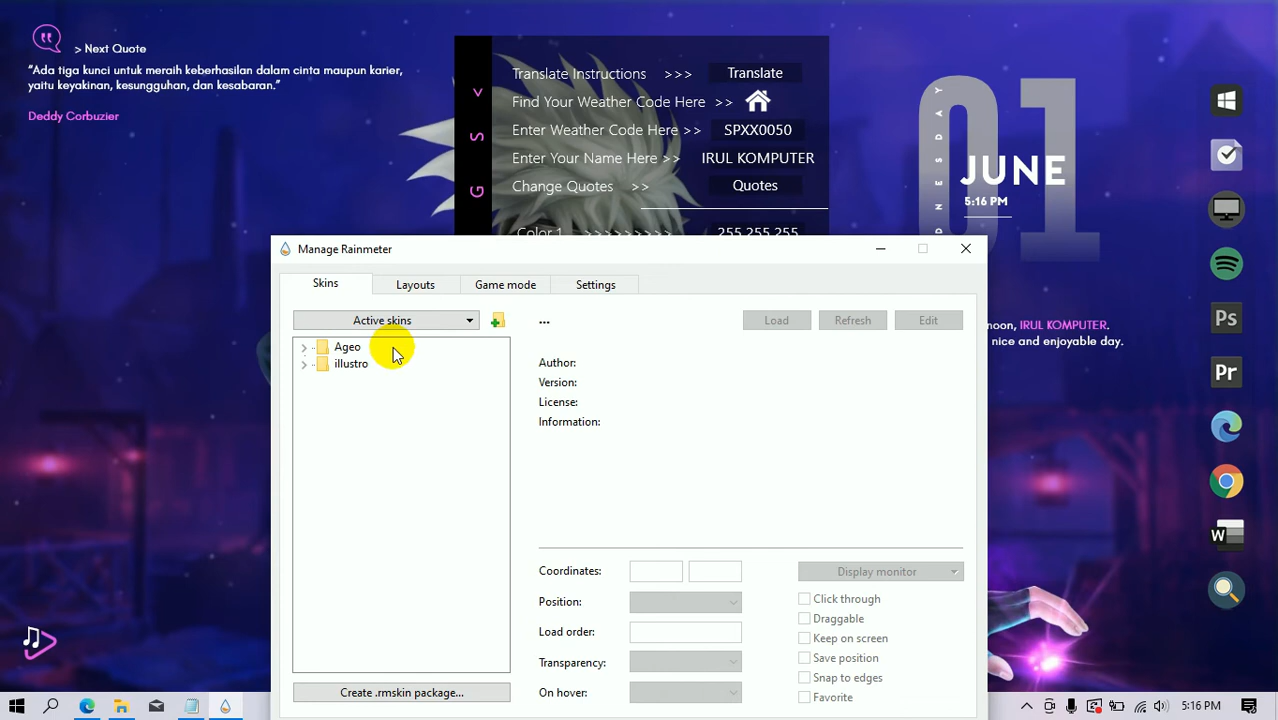 > Next Quote
“Ada tiga kunci untuk meraih keberhasilan dalam cinta maupun karier,
yaitu keyakinan, kesungguhan, dan kesabaran.”
Deddy Corbuzier
G S V
Translate Instructions >>> Translate
Find Your Weather Code Here >>
Enter Weather Code Here >> SPXX0050
Enter Your Name Here >> IRUL KOMPUTER
Change Quotes >> Quotes
Color 1 >>>>>>>>> 255,255,255
01
NESDAY
JUNE
5:16 PM
noon, IRUL KOMPUTER.
nice and enjoyable day.
Ps
Pr
W
Manage Rainmeter
Skins
Layouts
Game mode
Settings
Active skins
...
Load
Refresh
Edit
Ageo
illustro
Author:
Version:
License:
Information:
Coordinates:
Display monitor
Position:
Click through
Load order:
Draggable
Keep on screen
Transparency:
Save position
Snap to edges
On hover:
Favorite
Create .rmskin package...
5:16 PM